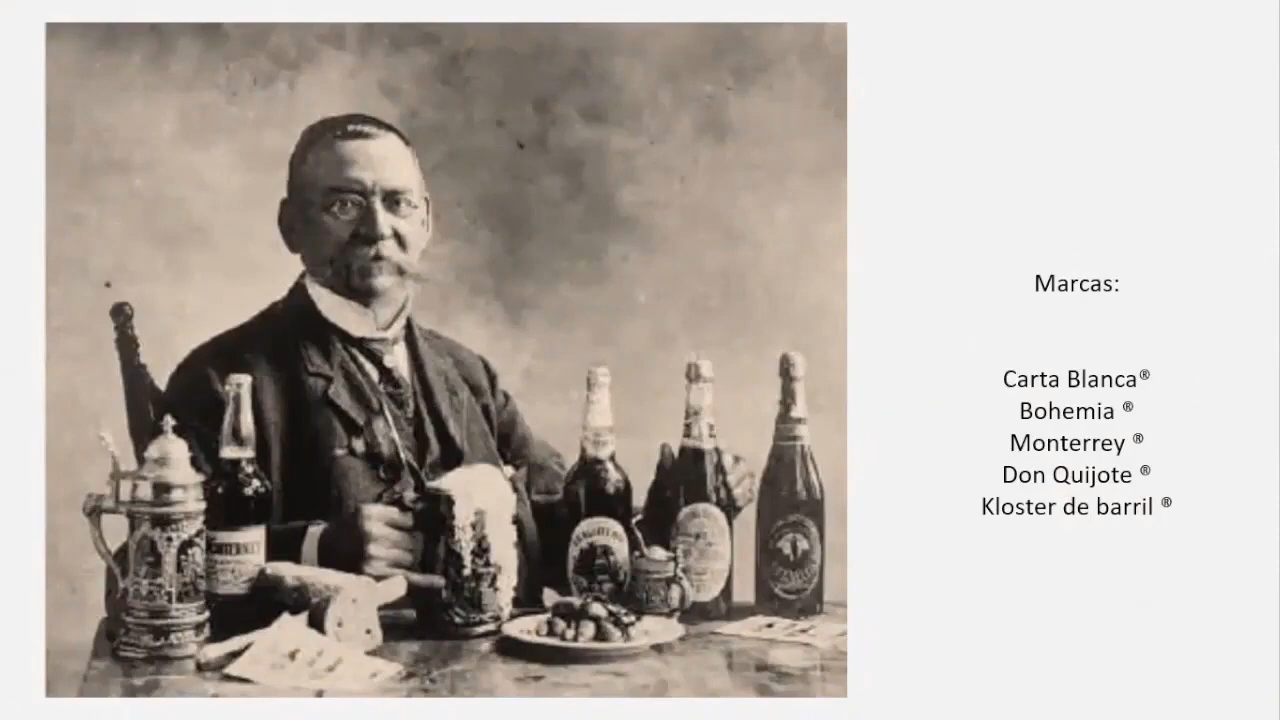 Marcas:
Carta Blanca®
Bohemia ®
Monterrey ®
Don Quijote ®
Kloster de barril ®